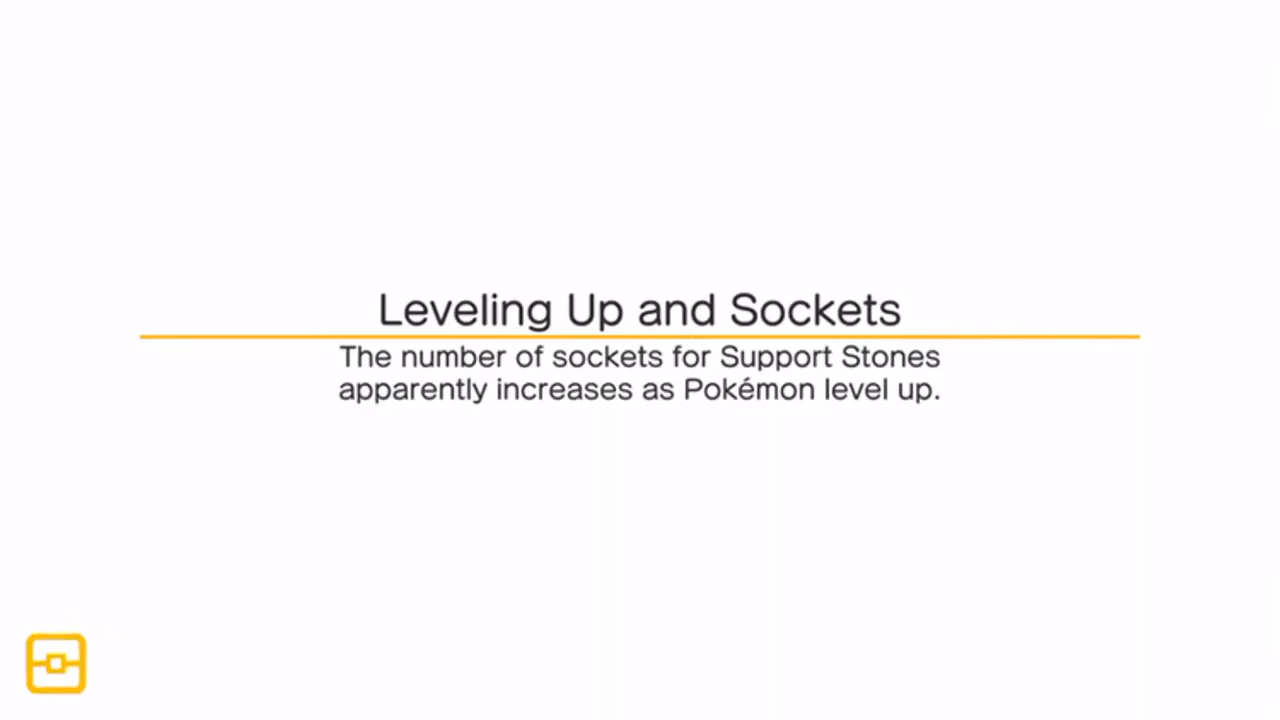 Leveling Up and Sockets
The number of sockets for Support Stones
apparently increases as Pokémon level up.